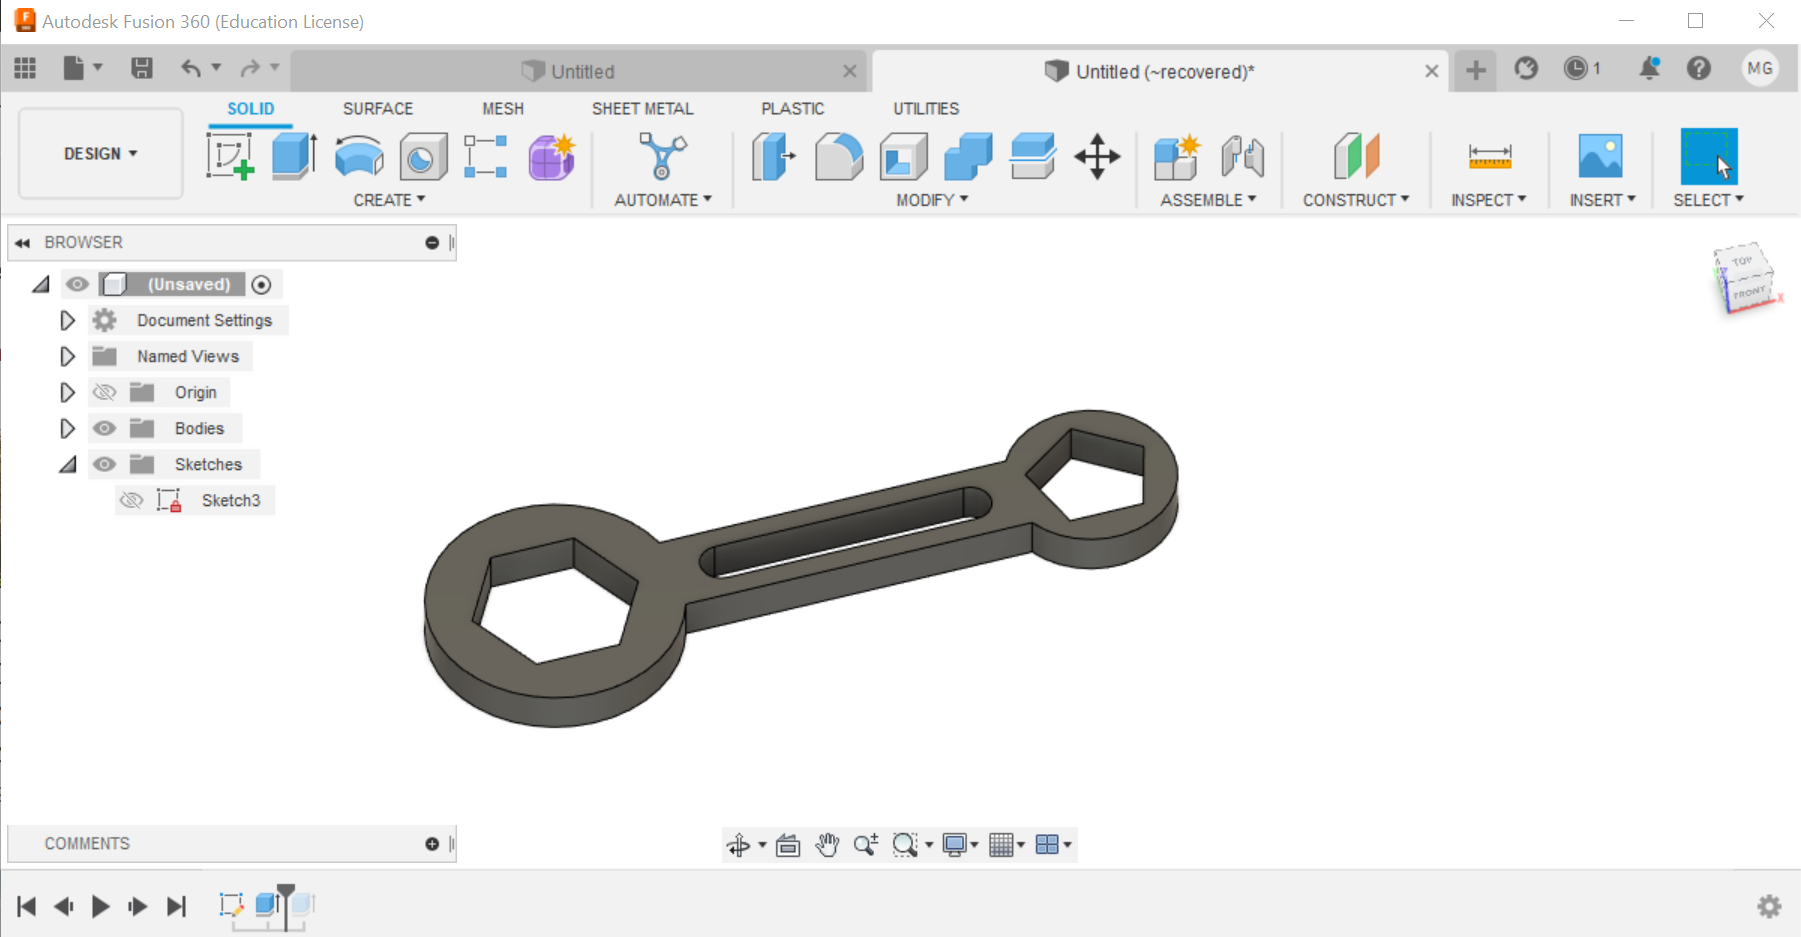 Autodesk Fusion 360 (Education License)
Untitled
Untitled (~recovered)*
1
MG
DESIGN
SOLID
SURFACE
MESH
SHEET METAL
PLASTIC
UTILITIES
CREATE
AUTOMATE
MODIFY
ASSEMBLE
CONSTRUCT
INSPECT
INSERT
SELECT
BROWSER
(Unsaved)
Document Settings
Named Views
Origin
Bodies
Sketches
Sketch3
TOP
FRONT
X
COMMENTS